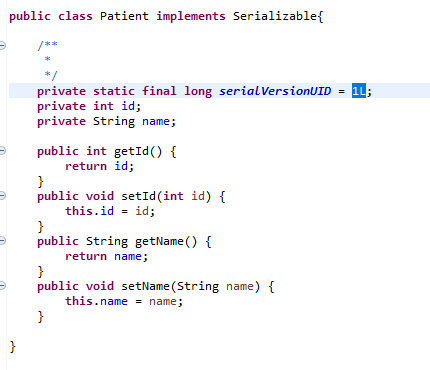 public class Patient implements Serializable{
/**
*
*/
private static final long serialVersionUID = 1L;
private int id;
private String name;
public int getId() {
return id;
}
public void setId(int id) {
this.id = id;
}
public String getName() {
return name;
}
public void setName(String name) {
this.name = name;
}
}